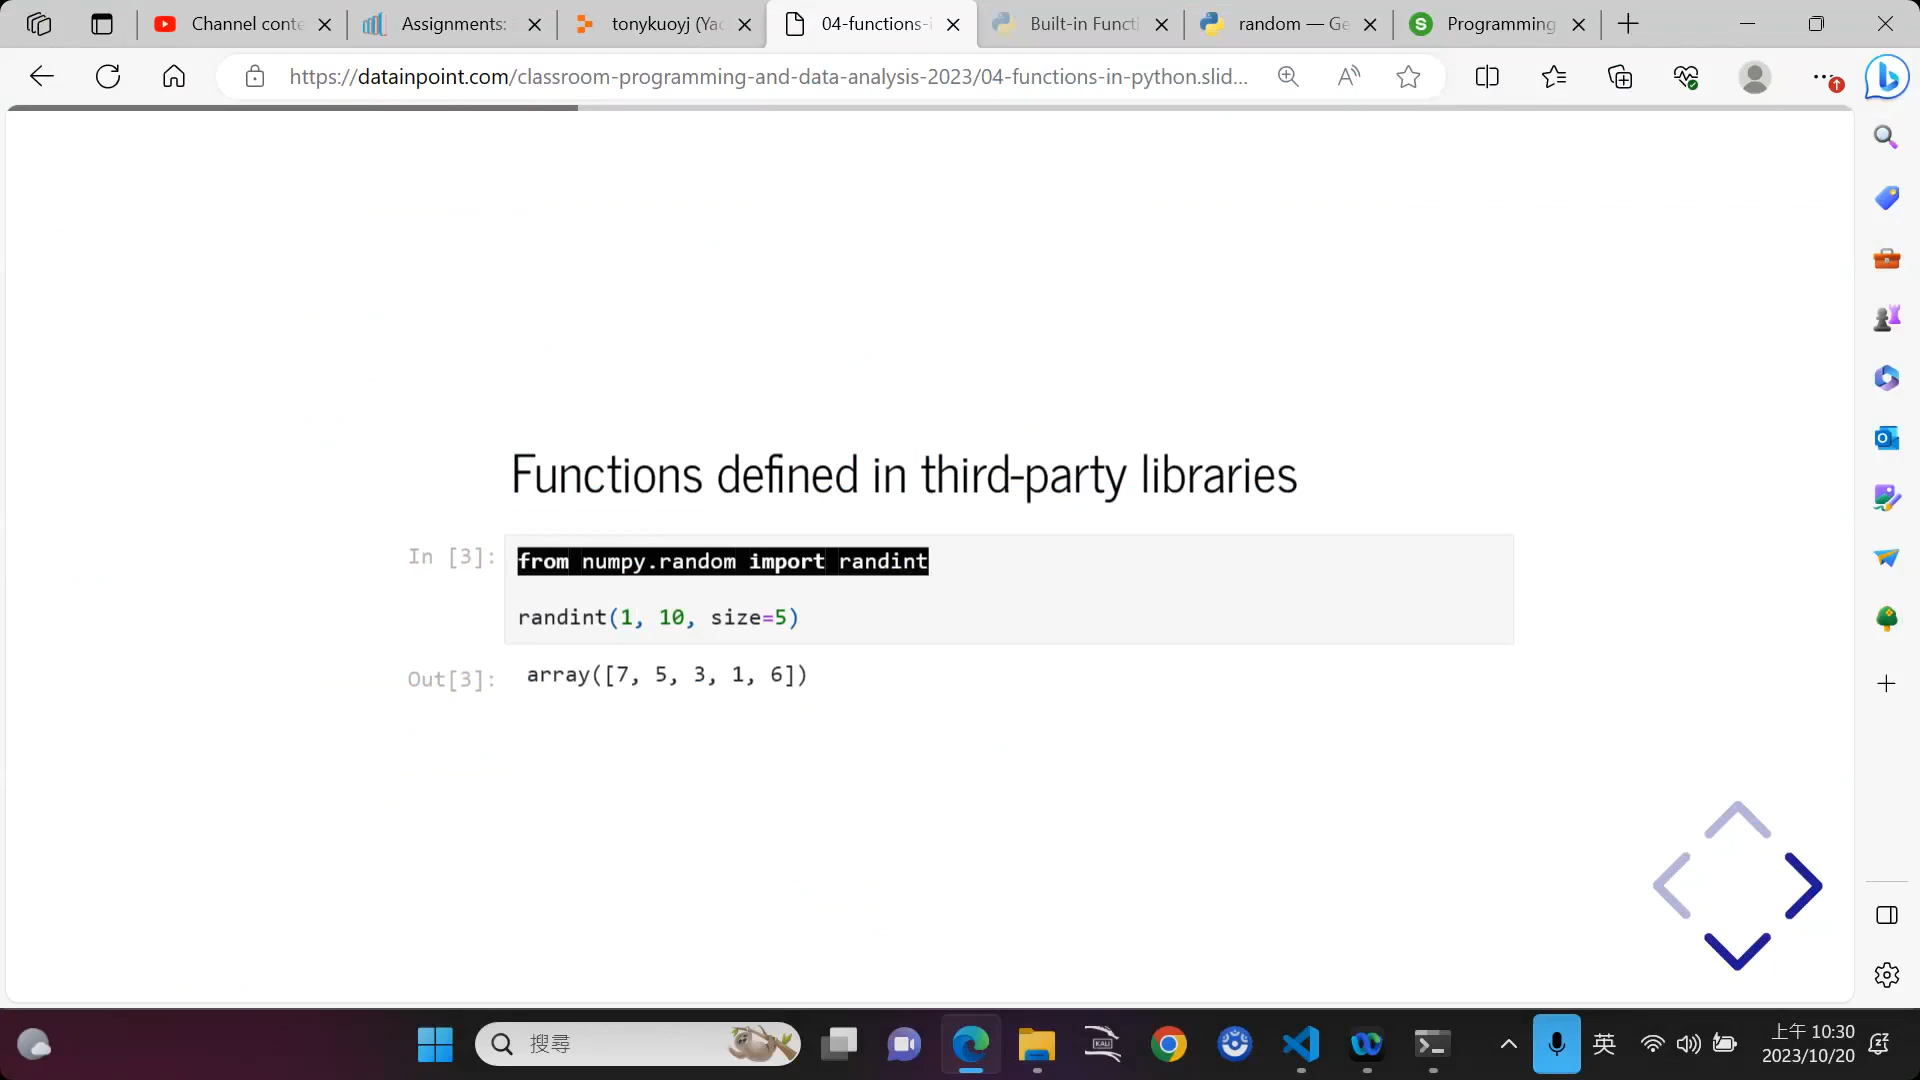 Channel conte
Assignments:
tonykuoyj (Yac
04-functions-i
Built-in Functi
random — Ge
Programming
https://datainpoint.com/classroom-programming-and-data-analysis-2023/04-functions-in-python.slid...
Functions defined in third-party libraries
In [3]:
from numpy.random import randint
randint(1, 10, size=5)
Out[3]:
array([7, 5, 3, 1, 6])
搜尋
KALI
英
上午 10:30
2023/10/20